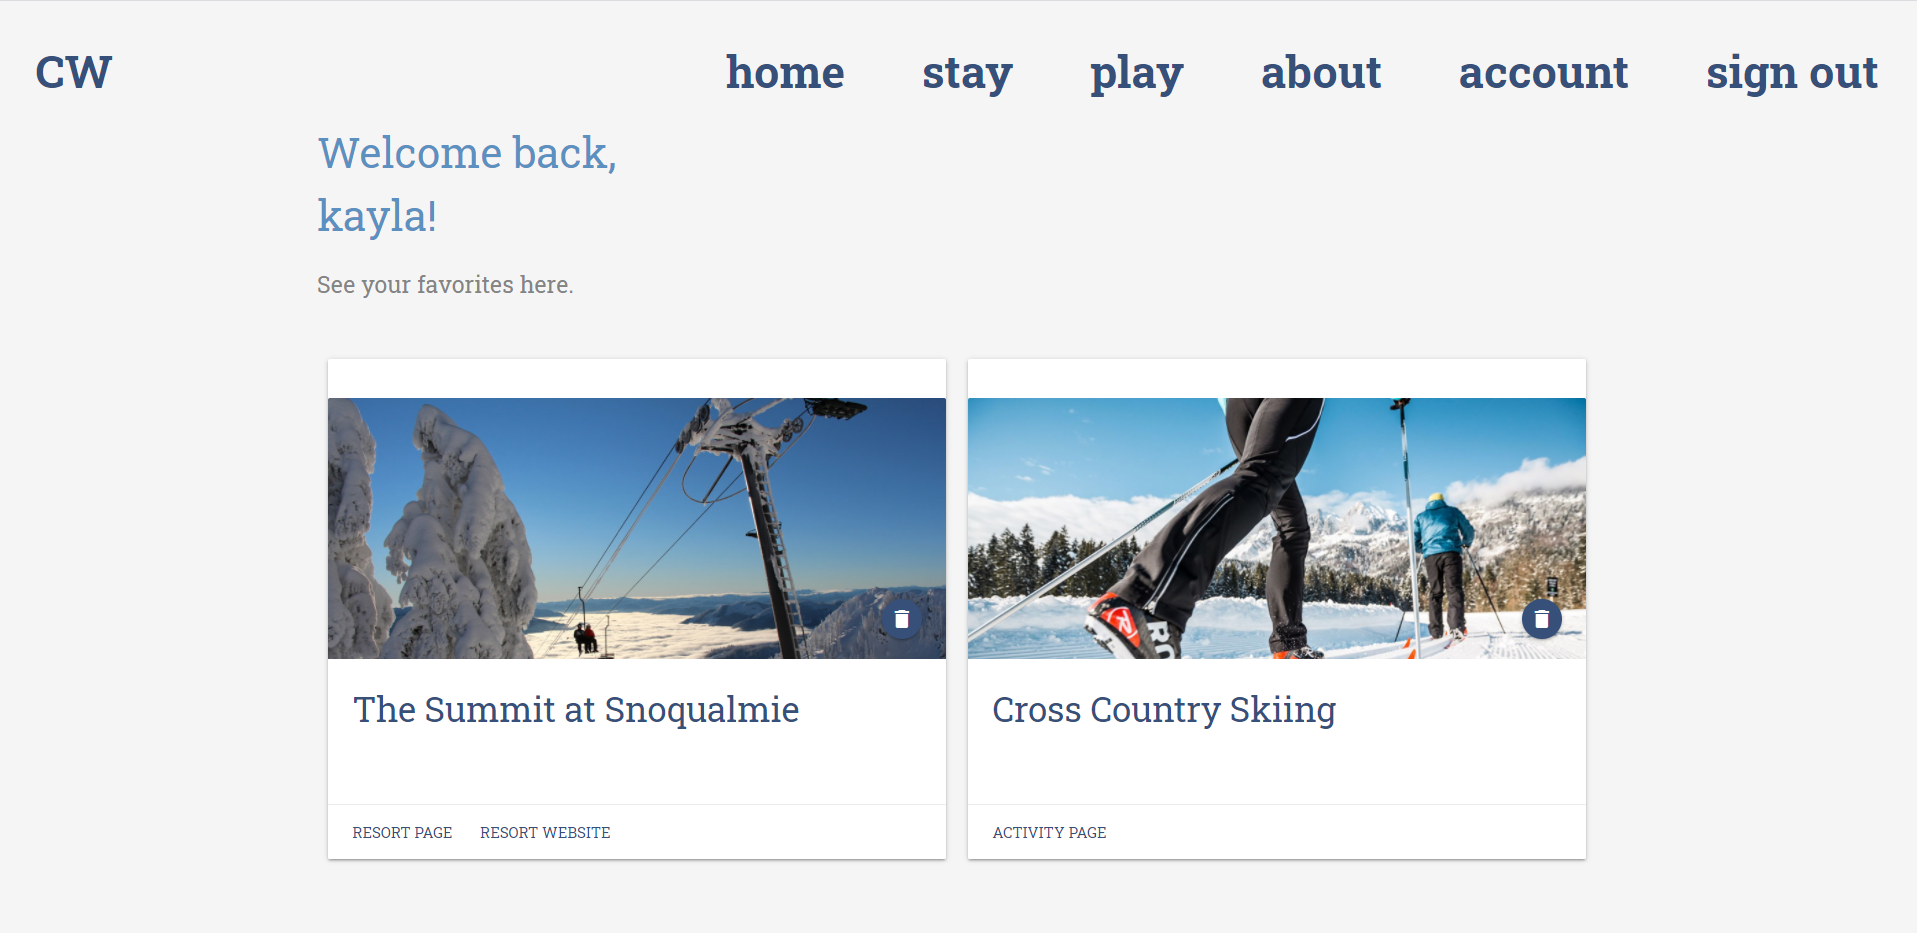 CW home stay play about account sign out
Welcome back,
kayla!
See your favorites here.
The Summit at Snoqualmie
RESORT PAGE RESORT WEBSITE
Cross Country Skiing
ACTIVITY PAGE